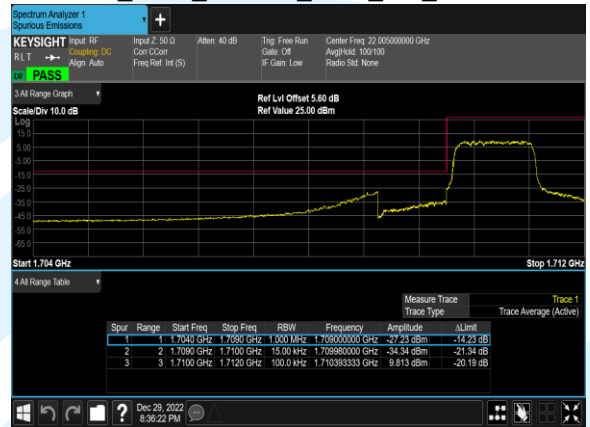 Spectrum Analyzer 1
Spurious Emissions
KEYSIGHT Input: RF Input Z: 50 Ω Atten: 40 dB Trig: Free Run Center Freq: 22.005000000 GHz
RLT Coupling: DC Corr CCorr Gate: Off Avg|Hold: 100/100
Align: Auto Freq Ref: Int (S) IF Gain: Low Radio Std: None
PASS
3 All Range Graph
Ref Lvl Offset 5.60 dB
Scale/Div 10.0 dB Ref Value 25.00 dBm
Log
15.0
5.00
-5.00
-15.0
-25.0
-35.0
-45.0
-55.0
-65.0
Start 1.704 GHz Stop 1.712 GHz
4 All Range Table
Measure Trace Trace 1
Trace Type Trace Average (Active)
Spur Range Start Freq Stop Freq RBW Frequency Amplitude ΔLimit
1 1 1.7040 GHz 1.7090 GHz 1.000 MHz 1.709000000 GHz -27.23 dBm -14.23 dB
2 2 1.7090 GHz 1.7100 GHz 15.00 kHz 1.709980000 GHz -34.34 dBm -21.34 dB
3 3 1.7100 GHz 1.7120 GHz 100.0 kHz 1.710393333 GHz 9.813 dBm -20.19 dB
Dec 29, 2022
8:36:22 PM